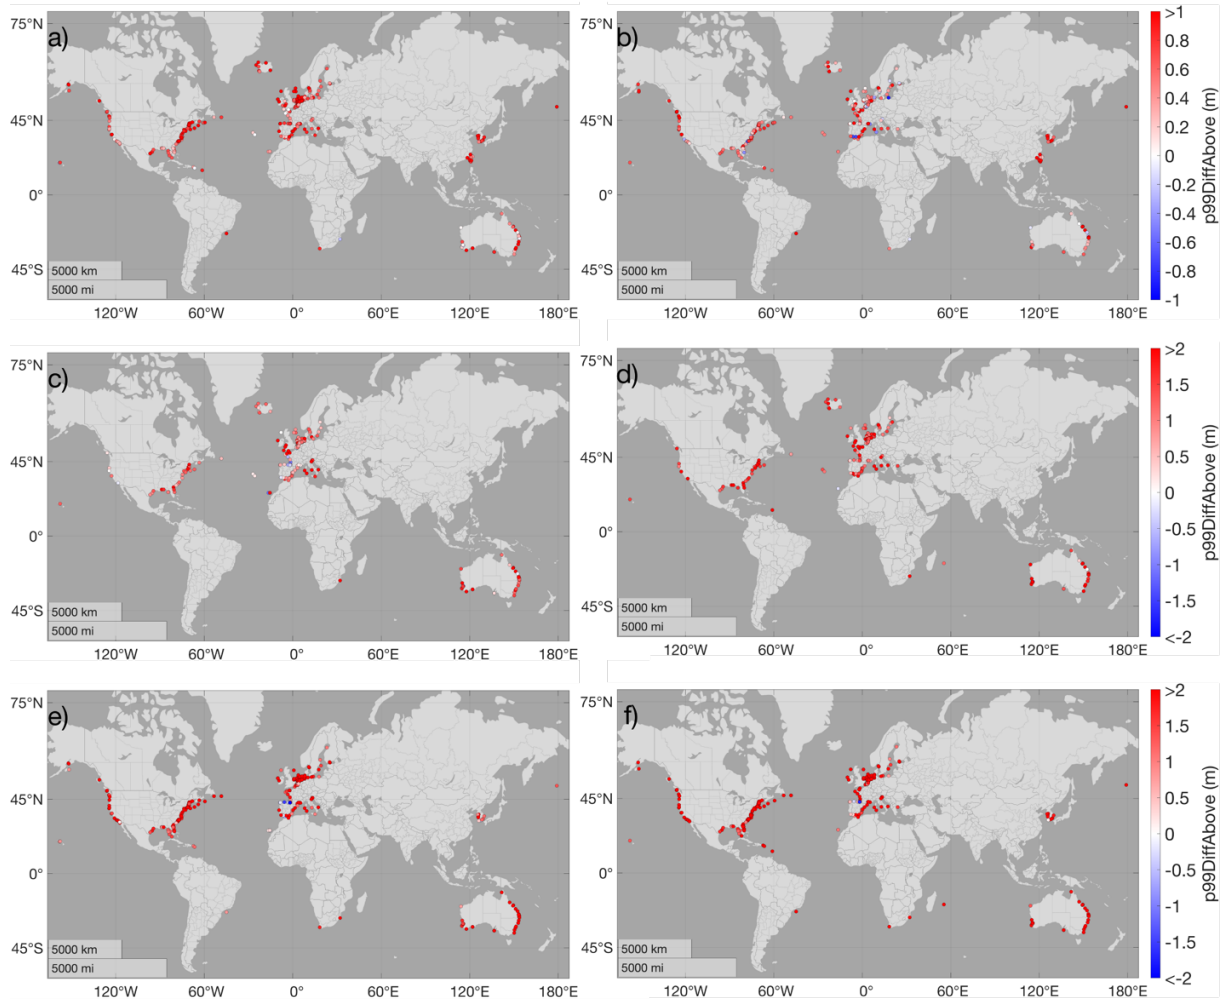 a)
75°N
45°N
0°
45°S
5000 km
5000 mi
120°W
60°W
0°
60°E
120°E
180°E
b)
75°N
45°N
0°
45°S
5000 km
5000 mi
120°W
60°W
0°
60°E
120°E
180°E
>1
0.8
0.6
0.4
0.2
0
-0.2
-0.4
-0.6
-0.8
-1
p99DiffAbove (m)
c)
75°N
45°N
0°
45°S
5000 km
5000 mi
120°W
60°W
0°
60°E
120°E
180°E
d)
75°N
45°N
0°
45°S
5000 km
5000 mi
120°W
60°W
0°
60°E
120°E
180°E
>2
1.5
1
0.5
0
-0.5
-1
-1.5
<-2
p99DiffAbove (m)
e)
75°N
45°N
0°
45°S
5000 km
5000 mi
120°W
60°W
0°
60°E
120°E
180°E
f)
75°N
45°N
0°
45°S
5000 km
5000 mi
120°W
60°W
0°
60°E
120°E
180°E
>2
1.5
1
0.5
0
-0.5
-1
-1.5
<-2
p99DiffAbove (m)